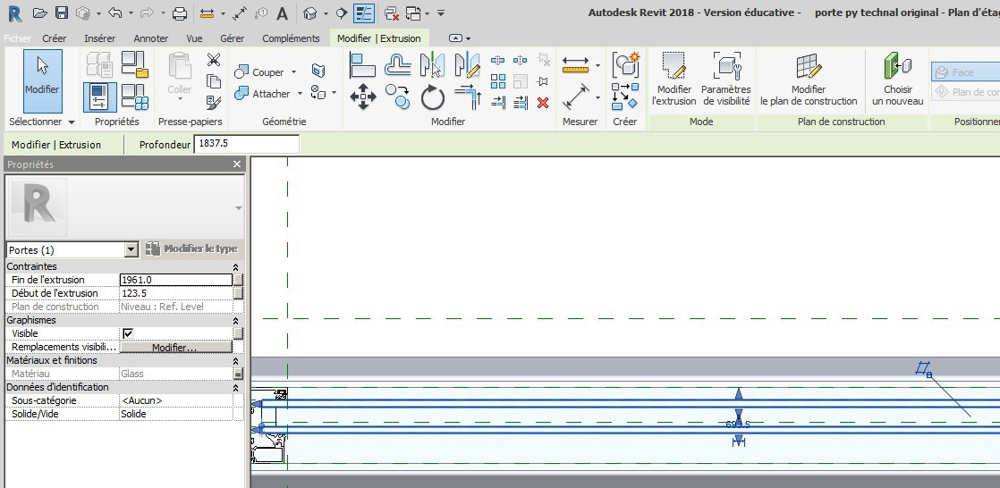 Autodesk Revit 2018 - Version éducative - porte py technal original - Plan d'éta
Fichier Créer Insérer Annoter Vue Gérer Compléments Modifier | Extrusion
Modifier
Coller
Couper
Attacher
Modifier l'extrusion
Paramètres de visibilité
Modifier le plan de construction
Choisir un nouveau
Face
Plan de con
Sélectionner Propriétés Presse-papiers Géométrie Modifier Mesurer Créer Mode Plan de construction Positionner
Modifier | Extrusion Profondeur 1837.5
Propriétés
R
Portes (1) Modifier le type
Contraintes
Fin de l'extrusion 1961.0
Début de l'extrusion 123.5
Plan de construction Niveau : Ref. Level
Graphismes
Visible
Remplacements visibili... Modifier...
Matériaux et finitions
Matériau Glass
Données d'identification
Sous-catégorie <Aucun>
Solide/Vide Solide